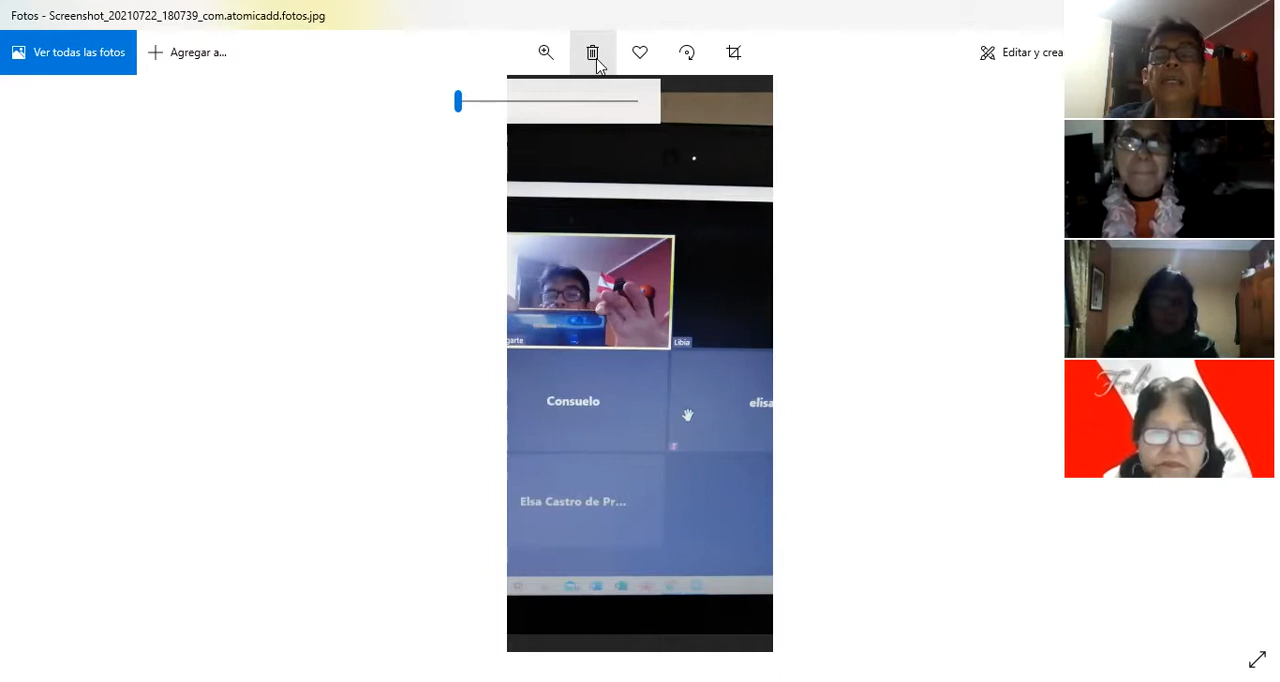 Fotos - Screenshot_20210722_180739_com.atomicadd.fotos.jpg
Ver todas las fotos
Agregar a...
Editar y crea
garte
Libia
Consuelo
elisa
Elsa Castro de Pr...